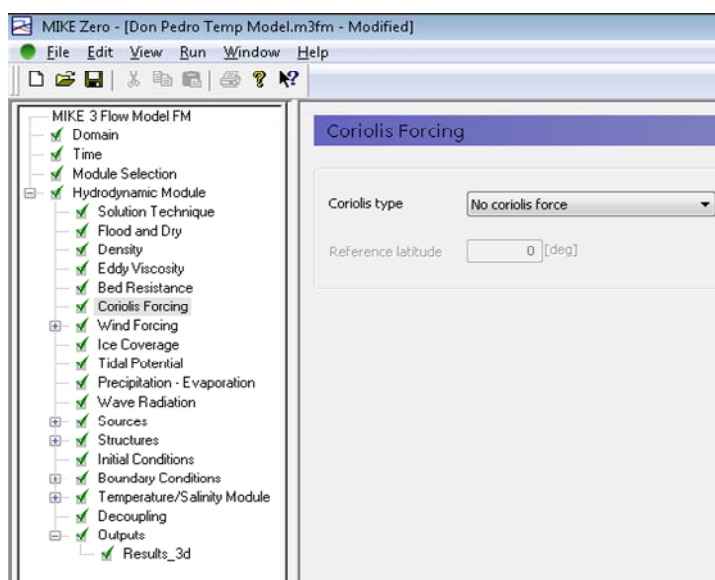 MIKE Zero - [Don Pedro Temp Model.m3fm - Modified]
File Edit View Run Window Help
MIKE 3 Flow Model FM
Domain
Time
Module Selection
Hydrodynamic Module
Solution Technique
Flood and Dry
Density
Eddy Viscosity
Bed Resistance
Coriolis Forcing
Wind Forcing
Ice Coverage
Tidal Potential
Precipitation - Evaporation
Wave Radiation
Sources
Structures
Initial Conditions
Boundary Conditions
Temperature/Salinity Module
Decoupling
Outputs
Results_3d
Coriolis Forcing
Coriolis type No coriolis force
Reference latitude 0 [deg]